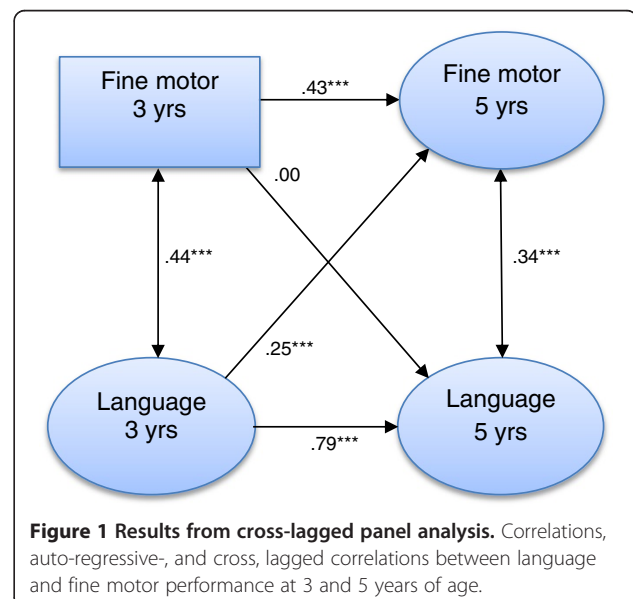 Fine motor
3 yrs
Fine motor
5 yrs
.43***
.00
.44***
.34***
.25***
Language
3 yrs
Language
5 yrs
.79***
Figure 1 Results from cross-lagged panel analysis. Correlations,
auto-regressive-, and cross, lagged correlations between language
and fine motor performance at 3 and 5 years of age.